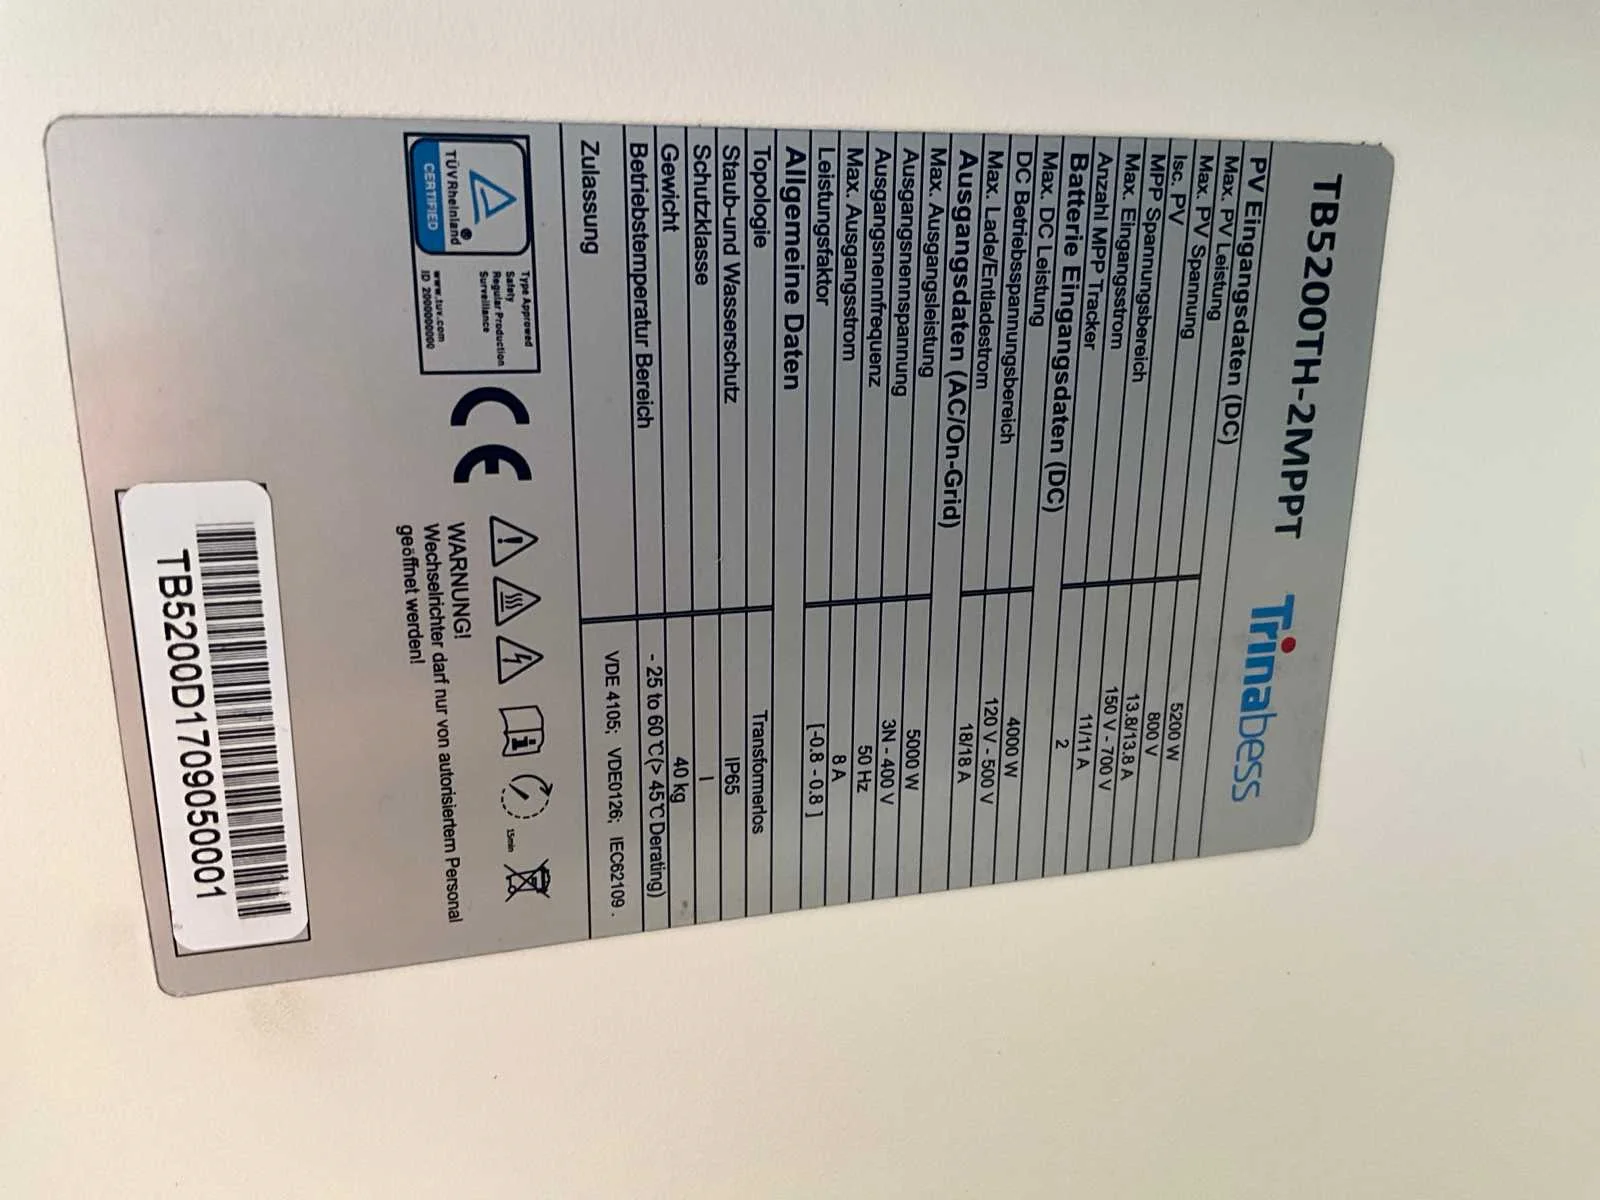 TB5200TH-2MPPT Trinabess
PV Eingangsdaten (DC)
Max. PV Leistung 5200 W
Max. PV Spannung 800 V
Isc. PV 13.8/13.8 A
MPP Spannungsbereich 150 V - 700 V
Max. Eingangsstrom 11/11 A
Anzahl MPP Tracker 2
Batterie Eingangsdaten (DC)
Max. DC Leistung 4000 W
DC Betriebsspannungsbereich 120 V - 500 V
Max. Lade/Entladestrom 18/18 A
Ausgangsdaten (AC/On-Grid)
Max. Ausgangsleistung 5000 W
Ausgangsnennspannung 3N - 400 V
Ausgangsnennfrequenz 50 Hz
Max. Ausgangsstrom 8 A
Leistungsfaktor [-0.8 - 0.8 ]
Allgemeine Daten
Topologie Transformerlos
Staub-und Wasserschutz IP65
Schutzklasse I
Gewicht 40 kg
Betriebstemperatur Bereich - 25 to 60 ℃(> 45 ℃ Derating)
Zulassung VDE 4105; VDE0126; IEC62109 .
TÜVRheinland ®
CERTIFIED
Type Approved
Safety
Regular Production
Surveillance
www.tuv.com
ID 2000000000
CE
15min
WARNUNG!
Wechselrichter darf nur von autorisiertem Personal
geöffnet werden!
TB5200D1709050001